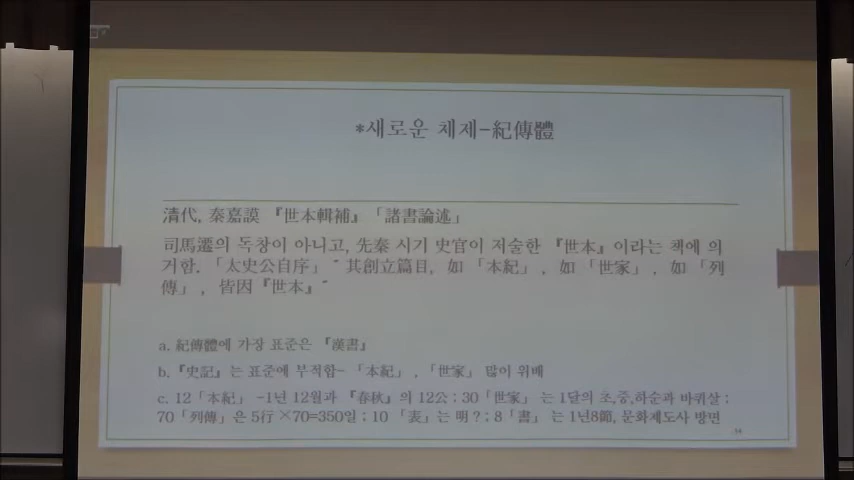 *새로운 체제-紀傳體
清代, 秦嘉謨 『世本輯補』「諸書論述」
司馬遷의 독창이 아니고, 先秦 시기 史官이 저술한 『世本』이라는 책에 의
거함. 「太史公自序」 " 其創立篇目, 如 「本紀」 , 如 「世家」 , 如 「列
傳」 , 皆因『世本』"
a. 紀傳體에 가장 표준은 『漢書』
b. 『史記』는 표준에 부적합- 「本紀」 , 「世家」 많이 위배
c. 12「本紀」 -1년 12월과 『春秋』의 12公 ; 30「世家」 는 1달의 초,중,하순과 바퀴살 ;
70「列傳」은 5行 ×70=350일 ; 10 「表」는 明 ? ; 8「書」 는 1년8節, 문화제도사 방면